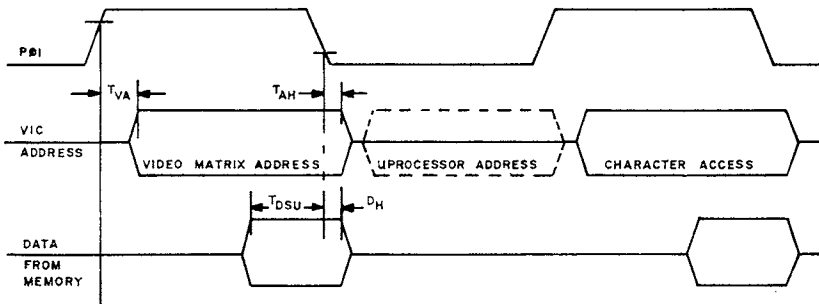 PØ1
T_VA
T_AH
VIC
ADDRESS
VIDEO MATRIX ADDRESS
μPROCESSOR ADDRESS
CHARACTER ACCESS
T_DSU
D_H
DATA
FROM
MEMORY